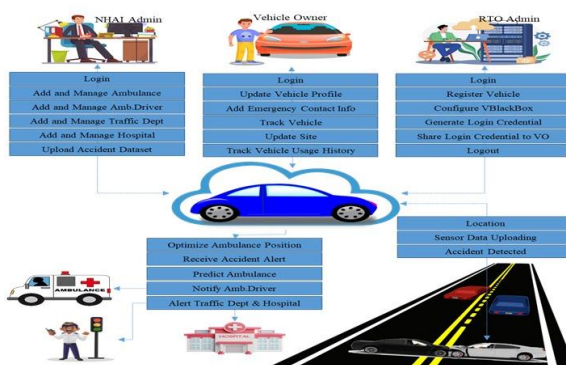 NHAI Admin
Login
Add and Manage Ambulance
Add and Manage Amb.Driver
Add and Manage Traffic Dept
Add and Manage Hospital
Upload Accident Dataset
Vehicle Owner
Login
Update Vehicle Profile
Add Emergency Contact Info
Track Vehicle
Update Site
Track Vehicle Usage History
RTO Admin
Login
Register Vehicle
Configure VBlackBox
Generate Login Credential
Share Login Credential to VO
Logout
Optimize Ambulance Position
Receive Accident Alert
Predict Ambulance
Notify Amb.Driver
Alert Traffic Dept & Hospital
Location
Sensor Data Uploading
Accident Detected
AMBULANCE
HOSPITAL